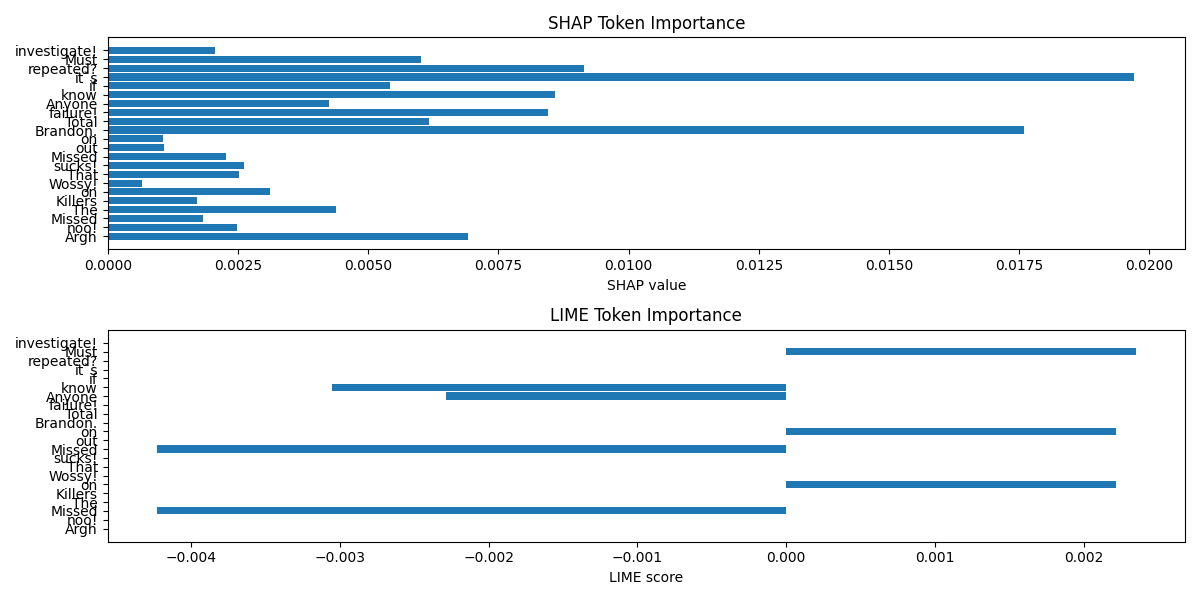 SHAP Token Importance
investigate!
Must
repeated?
it`s
if
know
Anyone
failure!
Total
Brandon.
on
out
Missed
sucks!
That
Wossy!
on
Killers
The
Missed
noo!
Argh
0.0000 0.0025 0.0050 0.0075 0.0100 0.0125 0.0150 0.0175 0.0200
SHAP value
LIME Token Importance
investigate!
Must
repeated?
it`s
if
know
Anyone
failure!
Total
Brandon.
on
out
Missed
sucks!
That
Wossy!
on
Killers
The
Missed
noo!
Argh
−0.004 −0.003 −0.002 −0.001 0.000 0.001 0.002
LIME score